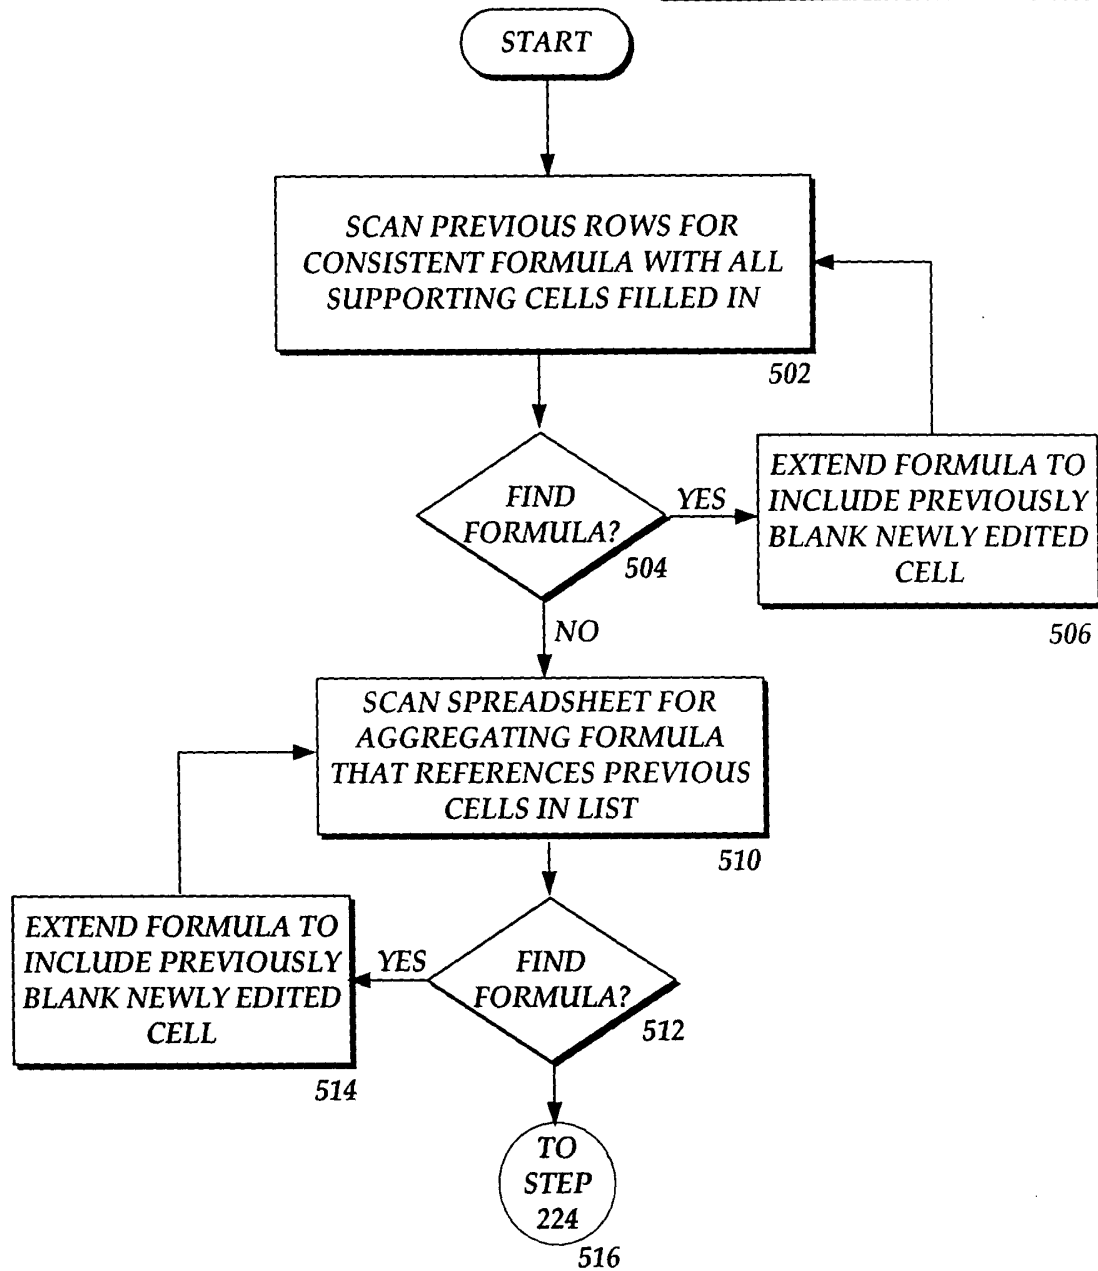 START
SCAN PREVIOUS ROWS FOR
CONSISTENT FORMULA WITH ALL
SUPPORTING CELLS FILLED IN
502
FIND
FORMULA?
504
YES
EXTEND FORMULA TO
INCLUDE PREVIOUSLY
BLANK NEWLY EDITED
CELL
506
NO
SCAN SPREADSHEET FOR
AGGREGATING FORMULA
THAT REFERENCES PREVIOUS
CELLS IN LIST
510
FIND
FORMULA?
512
YES
EXTEND FORMULA TO
INCLUDE PREVIOUSLY
BLANK NEWLY EDITED
CELL
514
TO
STEP
224
516